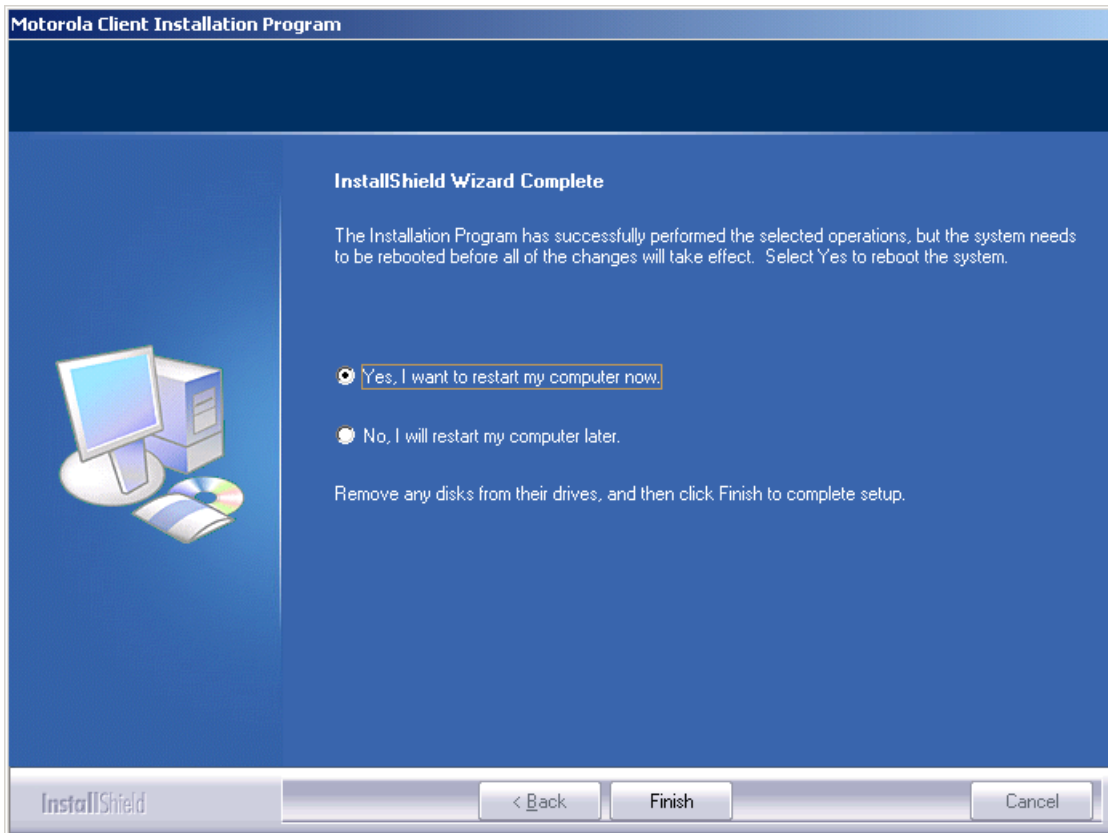 Motorola Client Installation Program
InstallShield Wizard Complete
The Installation Program has successfully performed the selected operations, but the system needs
to be rebooted before all of the changes will take effect.  Select Yes to reboot the system.
Yes, I want to restart my computer now.
No, I will restart my computer later.
Remove any disks from their drives, and then click Finish to complete setup.
InstallShield
< Back
Finish
Cancel